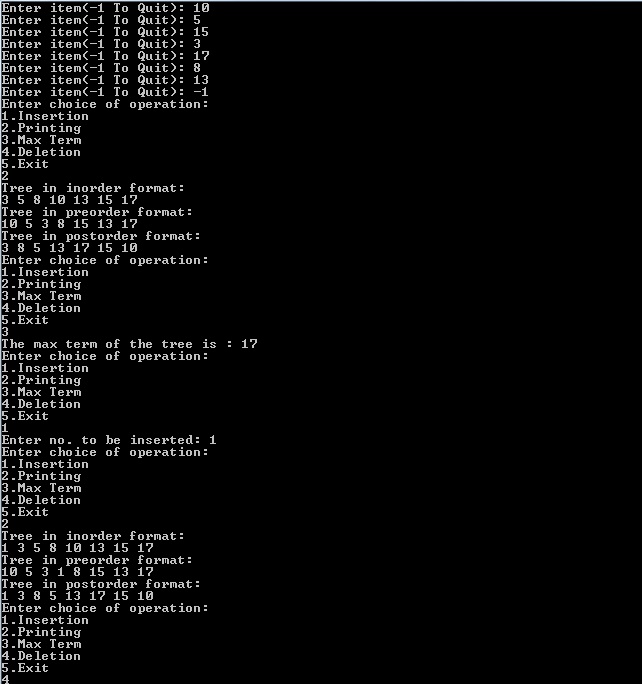 Enter item(-1 To Quit): 10
Enter item(-1 To Quit): 5
Enter item(-1 To Quit): 15
Enter item(-1 To Quit): 3
Enter item(-1 To Quit): 17
Enter item(-1 To Quit): 8
Enter item(-1 To Quit): 13
Enter item(-1 To Quit): -1
Enter choice of operation:
1.Insertion
2.Printing
3.Max Term
4.Deletion
5.Exit
2
Tree in inorder format:
3 5 8 10 13 15 17
Tree in preorder format:
10 5 3 8 15 13 17
Tree in postorder format:
3 8 5 13 17 15 10
Enter choice of operation:
1.Insertion
2.Printing
3.Max Term
4.Deletion
5.Exit
3
The max term of the tree is : 17
Enter choice of operation:
1.Insertion
2.Printing
3.Max Term
4.Deletion
5.Exit
1
Enter no. to be inserted: 1
Enter choice of operation:
1.Insertion
2.Printing
3.Max Term
4.Deletion
5.Exit
2
Tree in inorder format:
1 3 5 8 10 13 15 17
Tree in preorder format:
10 5 3 1 8 15 13 17
Tree in postorder format:
1 3 8 5 13 17 15 10
Enter choice of operation:
1.Insertion
2.Printing
3.Max Term
4.Deletion
5.Exit
4